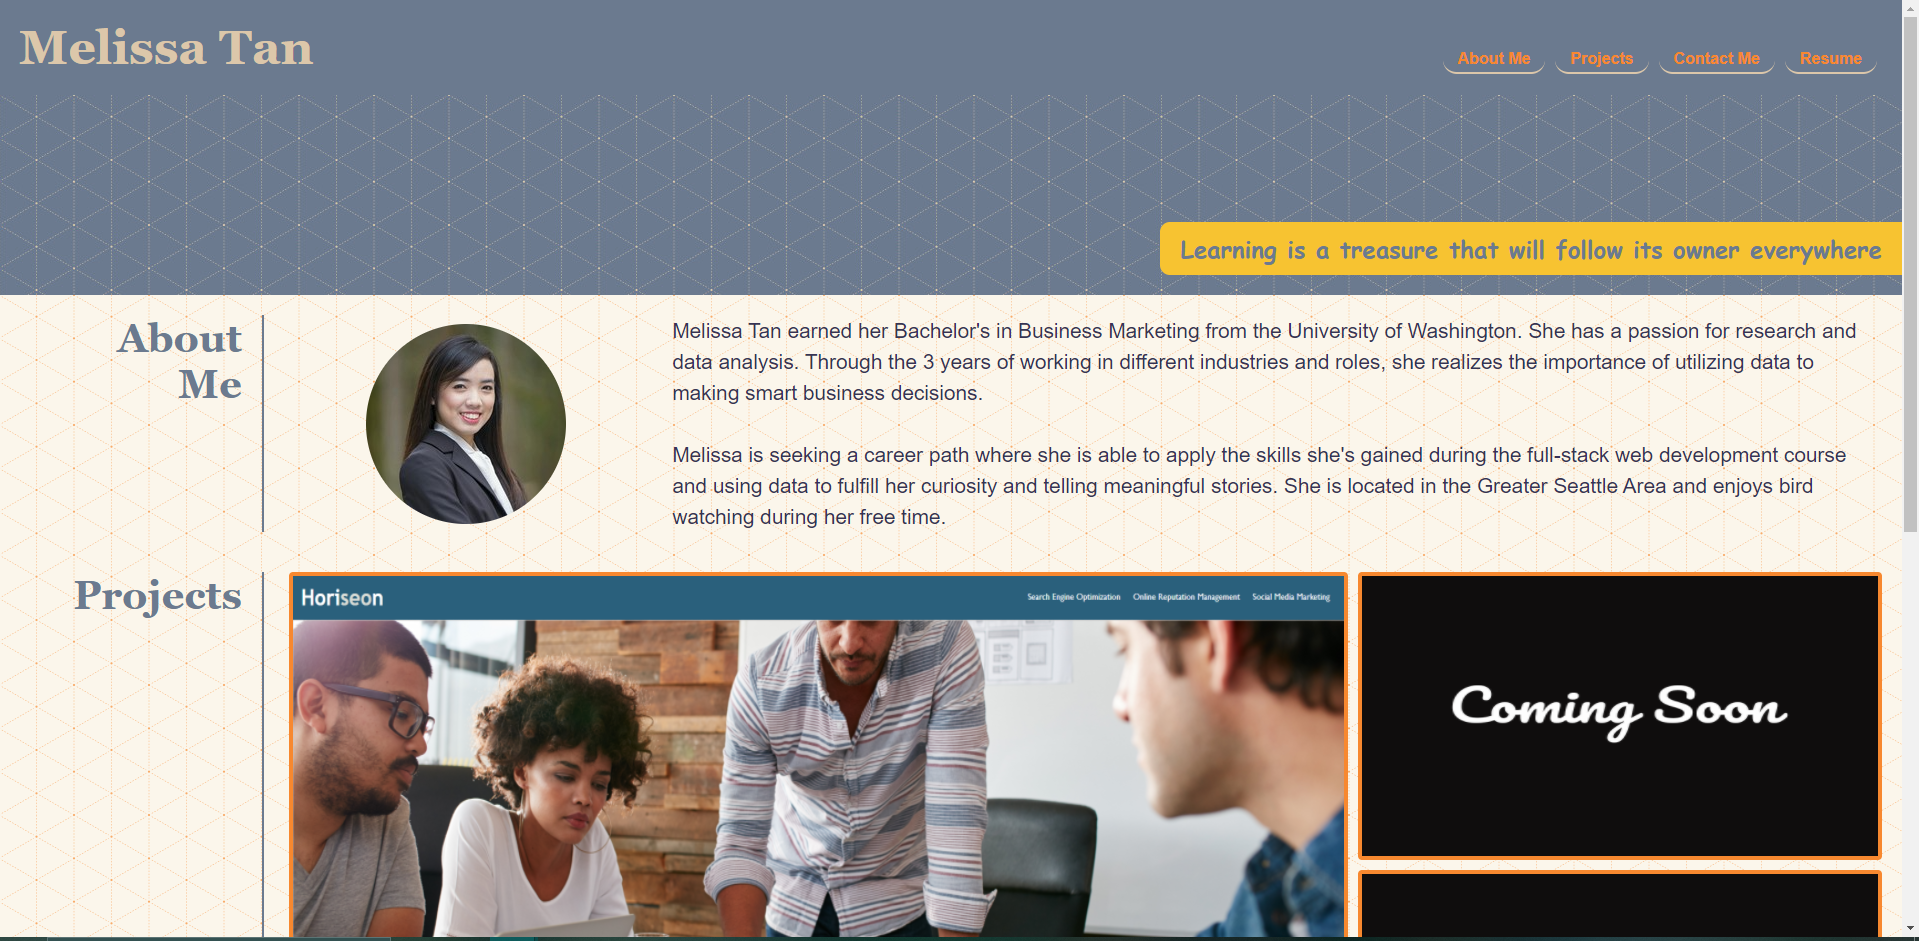 Melissa Tan
About Me
Projects
Contact Me
Resume
Learning is a treasure that will follow its owner everywhere
About
Me
Melissa Tan earned her Bachelor's in Business Marketing from the University of Washington. She has a passion for research and
data analysis. Through the 3 years of working in different industries and roles, she realizes the importance of utilizing data to
making smart business decisions.
Melissa is seeking a career path where she is able to apply the skills she's gained during the full-stack web development course
and using data to fulfill her curiosity and telling meaningful stories. She is located in the Greater Seattle Area and enjoys bird
watching during her free time.
Projects
Horiseon
Search Engine Optimization
Online Reputation Management
Social Media Marketing
Coming Soon